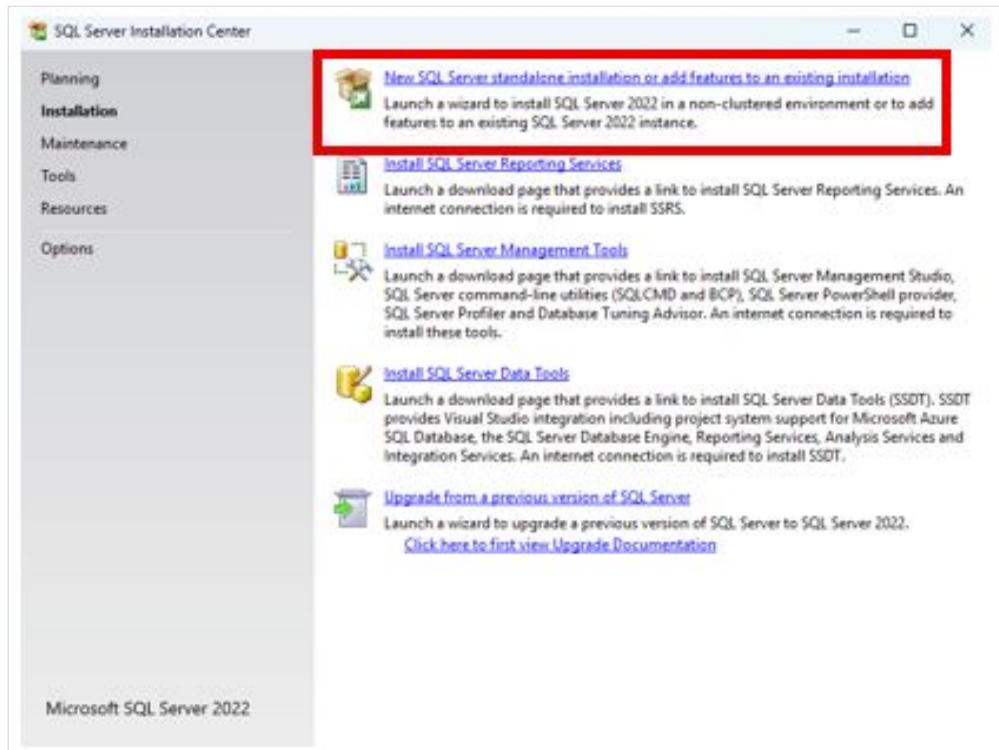 SQL Server Installation Center
Planning
Installation
Maintenance
Tools
Resources
Options
New SQL Server standalone installation or add features to an existing installation
Launch a wizard to install SQL Server 2022 in a non-clustered environment or to add
features to an existing SQL Server 2022 instance.
Install SQL Server Reporting Services
Launch a download page that provides a link to install SQL Server Reporting Services. An
internet connection is required to install SSRS.
Install SQL Server Management Tools
Launch a download page that provides a link to install SQL Server Management Studio,
SQL Server command-line utilities (SQLCMD and BCP), SQL Server PowerShell provider,
SQL Server Profiler and Database Tuning Advisor. An internet connection is required to
install these tools.
Install SQL Server Data Tools
Launch a download page that provides a link to install SQL Server Data Tools (SSDT). SSDT
provides Visual Studio integration including project system support for Microsoft Azure
SQL Database, the SQL Server Database Engine, Reporting Services, Analysis Services and
Integration Services. An internet connection is required to install SSDT.
Upgrade from a previous version of SQL Server
Launch a wizard to upgrade a previous version of SQL Server to SQL Server 2022.
Click here to first view Upgrade Documentation
Microsoft SQL Server 2022